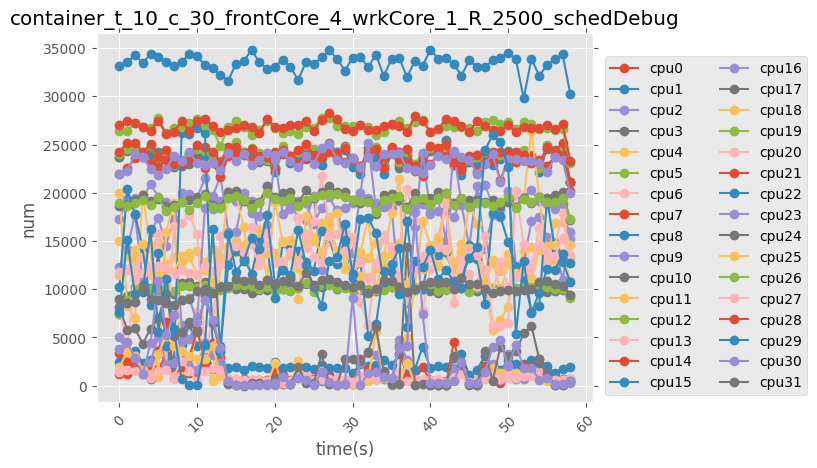 container_t_10_c_30_frontCore_4_wrkCore_1_R_2500_schedDebug
35000
30000
25000
20000
15000
10000
5000
0
num
0
10
20
30
40
50
60
time(s)
cpu0
cpu1
cpu2
cpu3
cpu4
cpu5
cpu6
cpu7
cpu8
cpu9
cpu10
cpu11
cpu12
cpu13
cpu14
cpu15
cpu16
cpu17
cpu18
cpu19
cpu20
cpu21
cpu22
cpu23
cpu24
cpu25
cpu26
cpu27
cpu28
cpu29
cpu30
cpu31